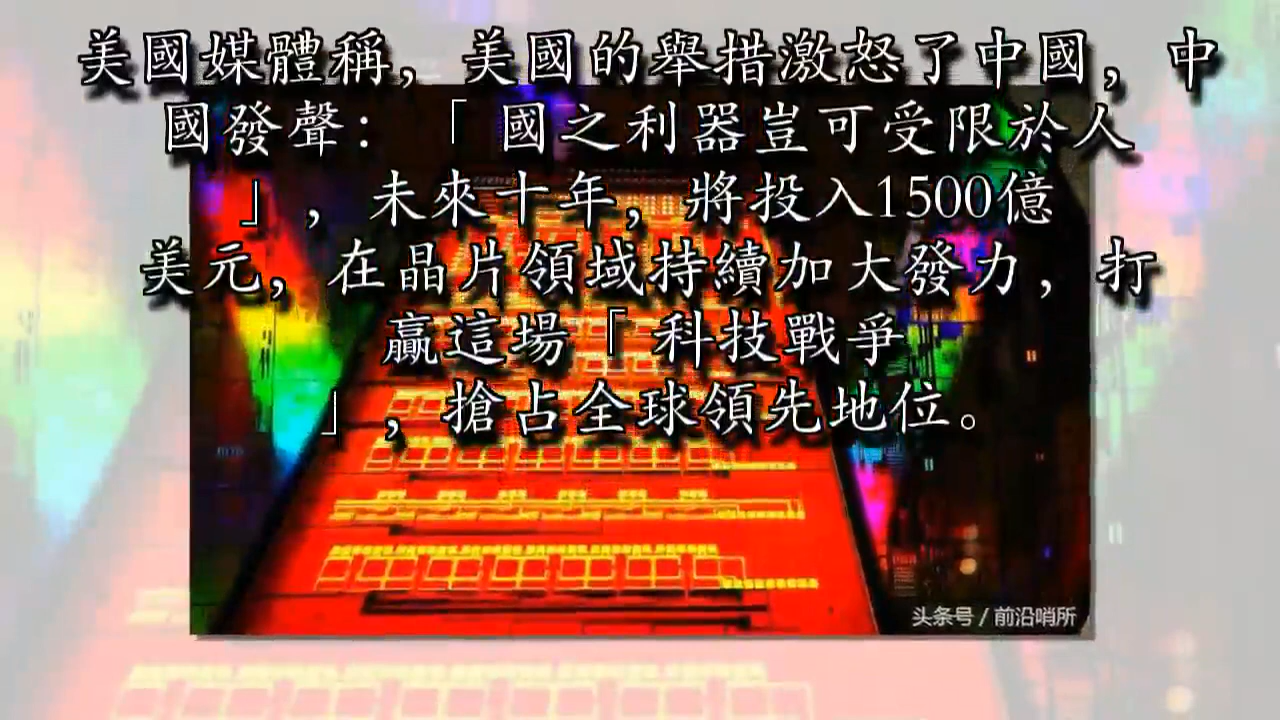 美國媒體稱，美國的舉措激怒了中國，中
國發聲：「國之利器豈可受限於人
」，未來十年，將投入1500億
美元，在晶片領域持續加大發力，打
贏這場「科技戰爭
」，搶占全球領先地位。
头条号 / 前沿哨所